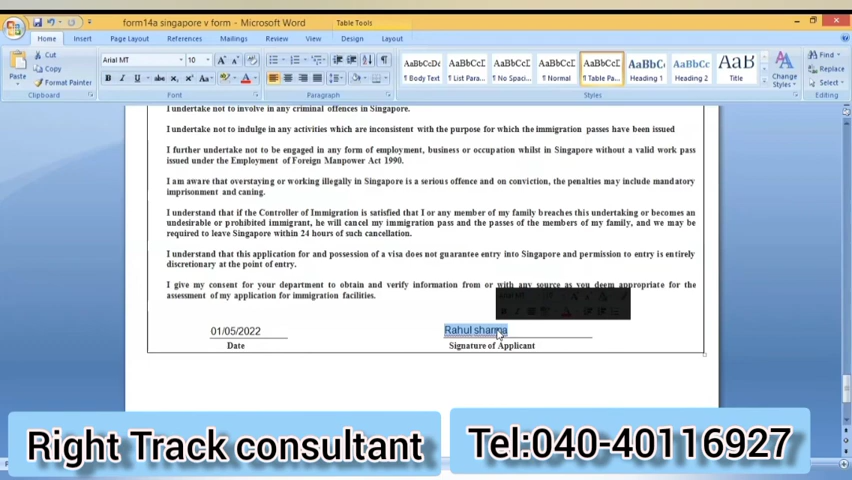 form14a singapore v form - Microsoft Word
Table Tools
Home Insert Page Layout References Mailings Review View Design Layout
Cut
Copy
Format Painter
Paste
Clipboard
Arial MT 10
Font
Paragraph
AaBbCcDc AaBbCcI AaBbCcI AaBbCcI AaBbCcI AaBbCc AaBbCc AaBb
¶ Body Text ¶ List Para... ¶ No Spaci... ¶ Normal ¶ Table Pa... Heading 1 Heading 2 Title
Change Styles
Styles
Find
Replace
Select
Editing
I undertake not to involve in any criminal offences in Singapore.
I undertake not to indulge in any activities which are inconsistent with the purpose for which the immigration passes have been issued
I further undertake not to be engaged in any form of employment, business or occupation whilst in Singapore without a valid work pass
issued under the Employment of Foreign Manpower Act 1990.
I am aware that overstaying or working illegally in Singapore is a serious offence and on conviction, the penalties may include mandatory
imprisonment and caning.
I understand that if the Controller of Immigration is satisfied that I or any member of my family breaches this undertaking or becomes an
undesirable or prohibited immigrant, he will cancel my immigration pass and the passes of the members of my family, and we may be
required to leave Singapore within 24 hours of such cancellation.
I understand that this application for and possession of a visa does not guarantee entry into Singapore and permission to entry is entirely
discretionary at the point of entry.
I give my consent for your department to obtain and verify information from or with any source as you deem appropriate for the
assessment of my application for immigration facilities.
01/05/2022 Rahul sharma
Date Signature of Applicant
Right Track consultant
Tel:040-40116927